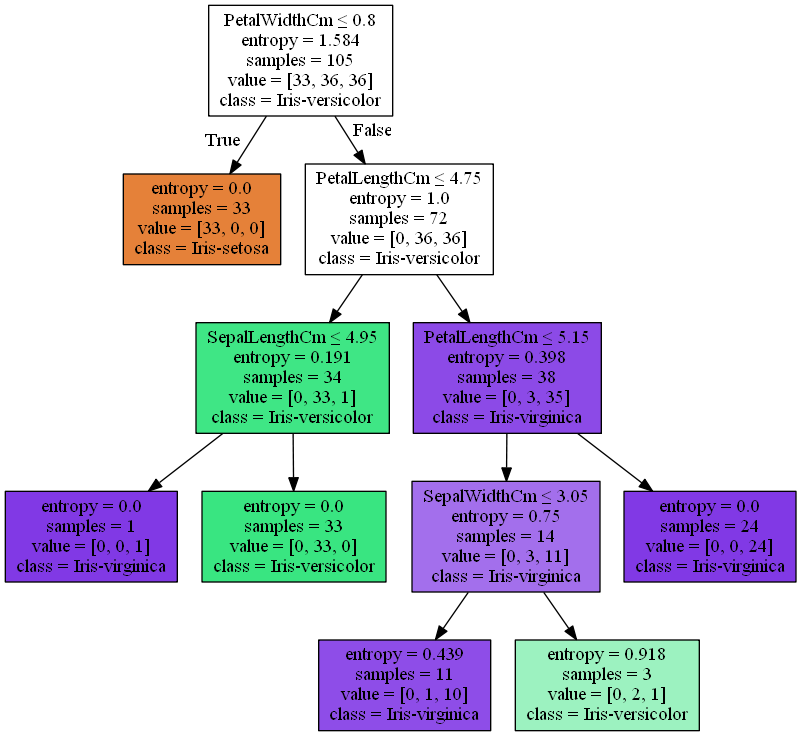 PetalWidthCm ≤ 0.8
entropy = 1.584
samples = 105
value = [33, 36, 36]
class = Iris-versicolor
True
False
entropy = 0.0
samples = 33
value = [33, 0, 0]
class = Iris-setosa
PetalLengthCm ≤ 4.75
entropy = 1.0
samples = 72
value = [0, 36, 36]
class = Iris-versicolor
SepalLengthCm ≤ 4.95
entropy = 0.191
samples = 34
value = [0, 33, 1]
class = Iris-versicolor
PetalLengthCm ≤ 5.15
entropy = 0.398
samples = 38
value = [0, 3, 35]
class = Iris-virginica
entropy = 0.0
samples = 1
value = [0, 0, 1]
class = Iris-virginica
entropy = 0.0
samples = 33
value = [0, 33, 0]
class = Iris-versicolor
SepalWidthCm ≤ 3.05
entropy = 0.75
samples = 14
value = [0, 3, 11]
class = Iris-virginica
entropy = 0.0
samples = 24
value = [0, 0, 24]
class = Iris-virginica
entropy = 0.439
samples = 11
value = [0, 1, 10]
class = Iris-virginica
entropy = 0.918
samples = 3
value = [0, 2, 1]
class = Iris-versicolor